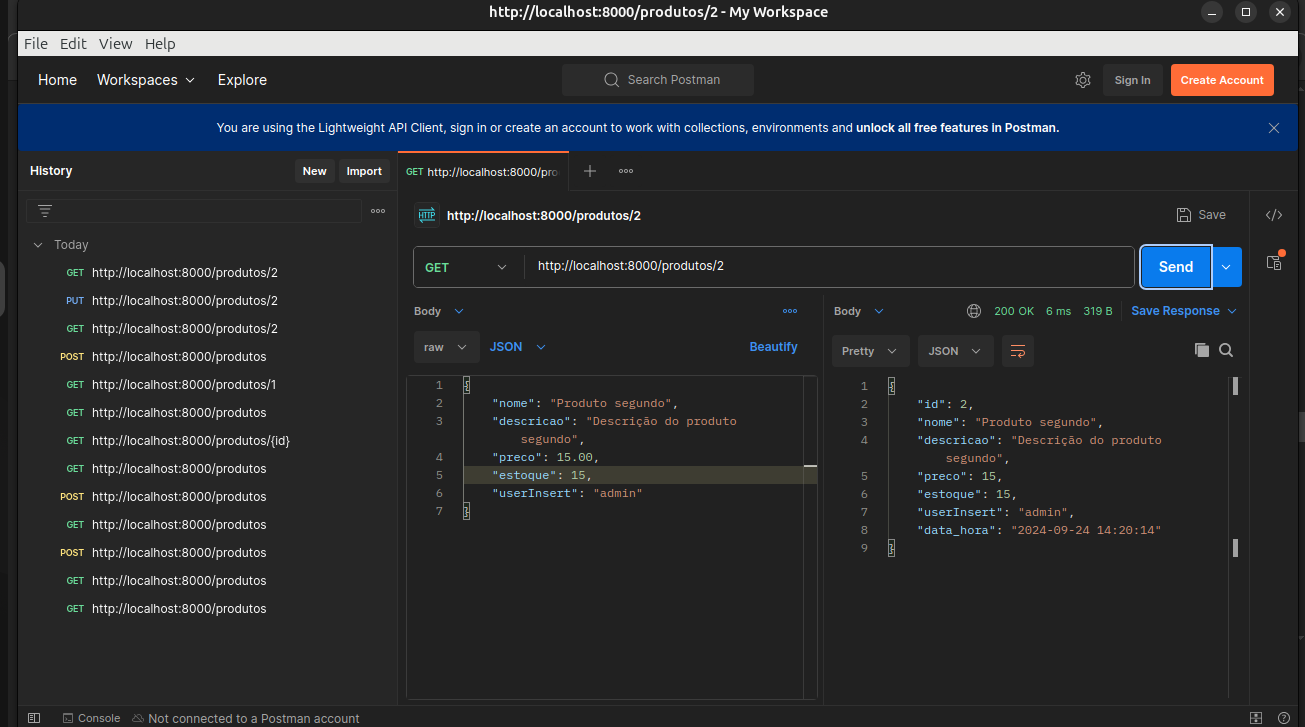 http://localhost:8000/produtos/2 - My Workspace
File Edit View Help
Home Workspaces Explore Search Postman Sign In Create Account
You are using the Lightweight API Client, sign in or create an account to work with collections, environments and unlock all free features in Postman.
History New Import
Today
GET http://localhost:8000/produtos/2
PUT http://localhost:8000/produtos/2
GET http://localhost:8000/produtos/2
POST http://localhost:8000/produtos
GET http://localhost:8000/produtos/1
GET http://localhost:8000/produtos
GET http://localhost:8000/produtos/{id}
GET http://localhost:8000/produtos
POST http://localhost:8000/produtos
GET http://localhost:8000/produtos
POST http://localhost:8000/produtos
GET http://localhost:8000/produtos
GET http://localhost:8000/produtos
GET http://localhost:8000/pro
HTTP http://localhost:8000/produtos/2 Save
GET http://localhost:8000/produtos/2 Send
Body
raw JSON Beautify
1 {
2 "nome": "Produto segundo",
3 "descricao": "Descrição do produto
segundo",
4 "preco": 15.00,
5 "estoque": 15,
6 "userInsert": "admin"
7 }
Body 200 OK 6 ms 319 B Save Response
Pretty JSON
1 {
2 "id": 2,
3 "nome": "Produto segundo",
4 "descricao": "Descrição do produto
segundo",
5 "preco": 15,
6 "estoque": 15,
7 "userInsert": "admin",
8 "data_hora": "2024-09-24 14:20:14"
9 }
Console Not connected to a Postman account